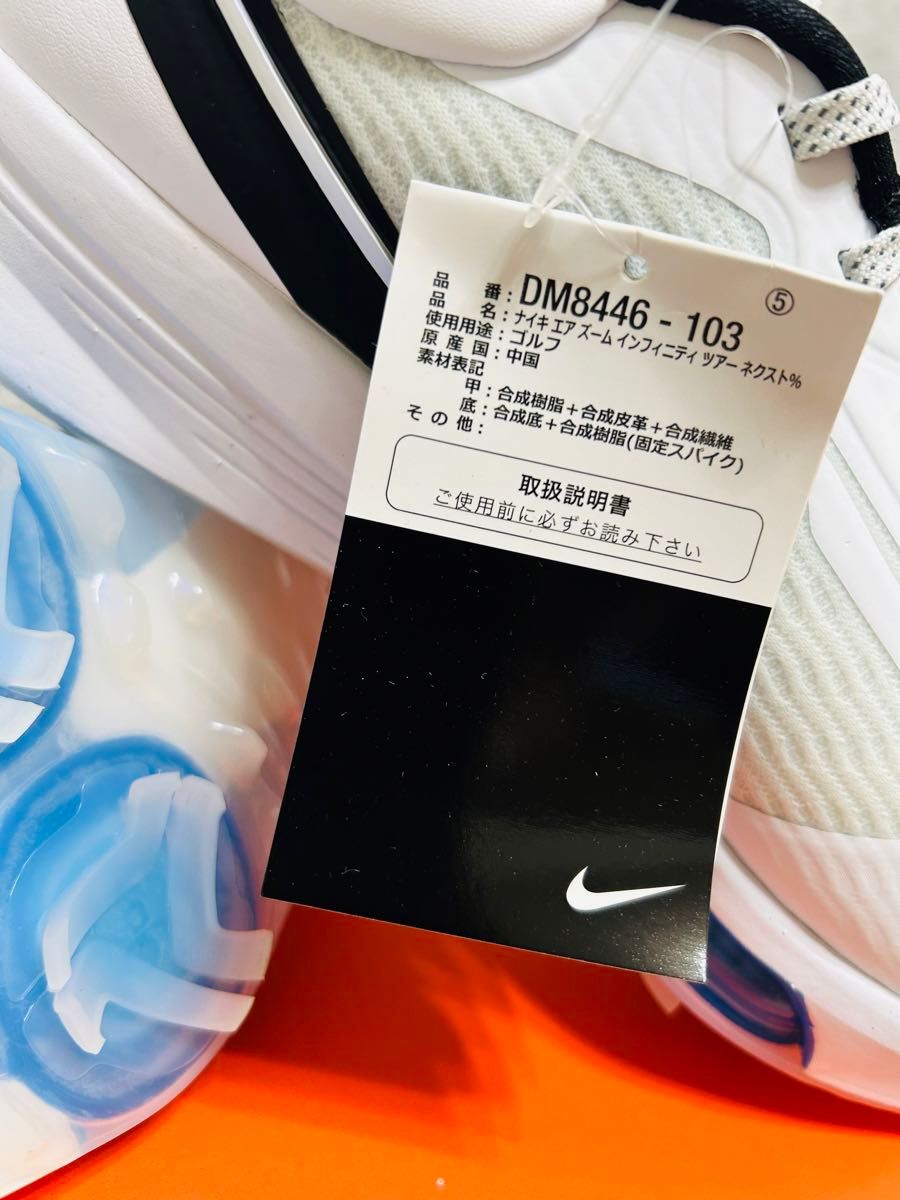 ⑤
品番：DM8446 - 103
品名：ナイキ エア ズーム インフィニティ ツアー ネクスト%
使用用途：ゴルフ
原産国：中国
素材表記
甲：合成樹脂＋合成皮革＋合成繊維
底：合成底＋合成樹脂(固定スパイク)
その他：
取扱説明書
ご使用前に必ずお読み下さい